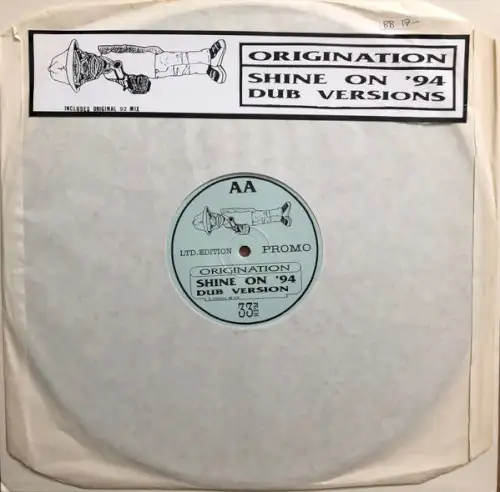 BB 17-
ORIGINATION
SHINE ON '94
DUB VERSIONS
INCLUDES ORIGINAL 92 MIX
AA
LTD. EDITION PROMO
ORIGINATION
SHINE ON '94
DUB VERSION
33 RPM